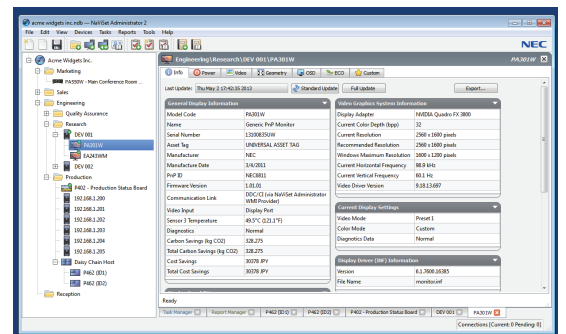 acme widgets inc.ndb — NaViSet Administrator 2
File Edit View Devices Tasks Reports Tools Help
NEC
Acme Widgets Inc.
Marketing
PA550W - Main Conference Room ...
Sales
Engineering
Quality Assurance
Research
DEV 001
PA301W
EA243WM
DEV 002
Production
P402 - Production Status Board
192.168.1.200
192.168.1.201
192.168.1.202
192.168.1.203
192.168.1.204
192.168.1.205
Daisy Chain Host
P462 (ID1)
P462 (ID2)
Reception
Engineering\Research\DEV 001\PA301W
PA301W
Info Power Video Geometry OSD ECO Custom
Last Update: Thu May 2 17:42:35 2013 Standard Update Full Update Export...
General Display Information
Model Code PA301W
Name Generic PnP Monitor
Serial Number 13100835UW
Asset Tag UNIVERSAL ASSET TAG
Manufacturer NEC
Manufacture Date 3/4/2011
PnP ID NEC6811
Firmware Version 1.01.01
Communication Link DDC/CI (via NaViSet Administrator WMI Provider)
Video Input Display Port
Sensor 3 Temperature 49.5°C (121.1°F)
Diagnostics Normal
Carbon Savings (kg CO2) 328.275
Total Carbon Savings (kg CO2) 328.275
Cost Savings 30378 JPY
Total Cost Savings 30378 JPY
Video Graphics System Information
Display Adapter NVIDIA Quadro FX 3800
Current Color Depth (bpp) 32
Current Resolution 2560 x 1600 pixels
Recommended Resolution 2560 x 1600 pixels
Windows Maximum Resolution 1600 x 1200 pixels
Current Horizontal Frequency 98.9 kHz
Current Vertical Frequency 60.1 Hz
Video Driver Version 9.18.13.697
Current Display Settings
Video Mode Preset 1
Color Mode Custom
Diagnostics Data Normal
Display Driver (INF) Information
Version 6.1.7600.16385
File Name monitor.inf
Ready
Task Manager Report Manager P462 (ID1) P462 (ID2) P402 - Production Status Board DEV 001 PA301W
Connections [Current: 0 Pending: 0]